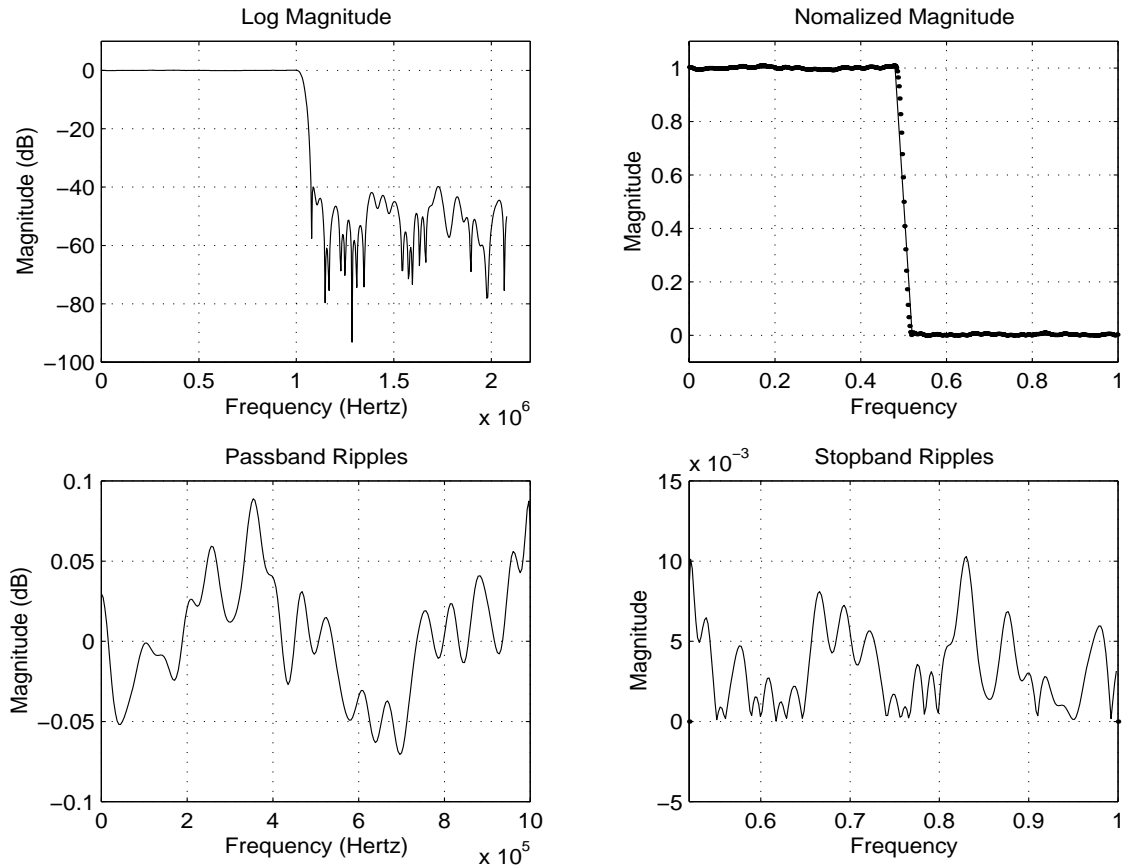 Log Magnitude
Magnitude (dB)
0
−20
−40
−60
−80
−100
0
0.5
1
1.5
2
Frequency (Hertz)
x 10^6
Nomalized Magnitude
Magnitude
1
0.8
0.6
0.4
0.2
0
0
0.2
0.4
0.6
0.8
1
Frequency
Passband Ripples
Magnitude (dB)
0.1
0.05
0
−0.05
−0.1
0
2
4
6
8
10
Frequency (Hertz)
x 10^5
Stopband Ripples
x 10^−3
Magnitude
15
10
5
0
−5
0.6
0.7
0.8
0.9
1
Frequency